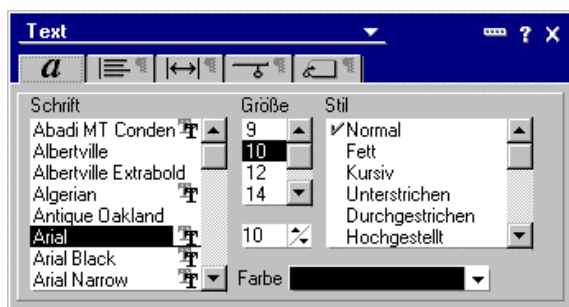 Text
?
a
Schrift
Größe
Stil
Abadi MT Conden
Albertville
Albertville Extrabold
Algerian
Antique Oakland
Arial
Arial Black
Arial Narrow
9
10
12
14
10
Normal
Fett
Kursiv
Unterstrichen
Durchgestrichen
Hochgestellt
Farbe